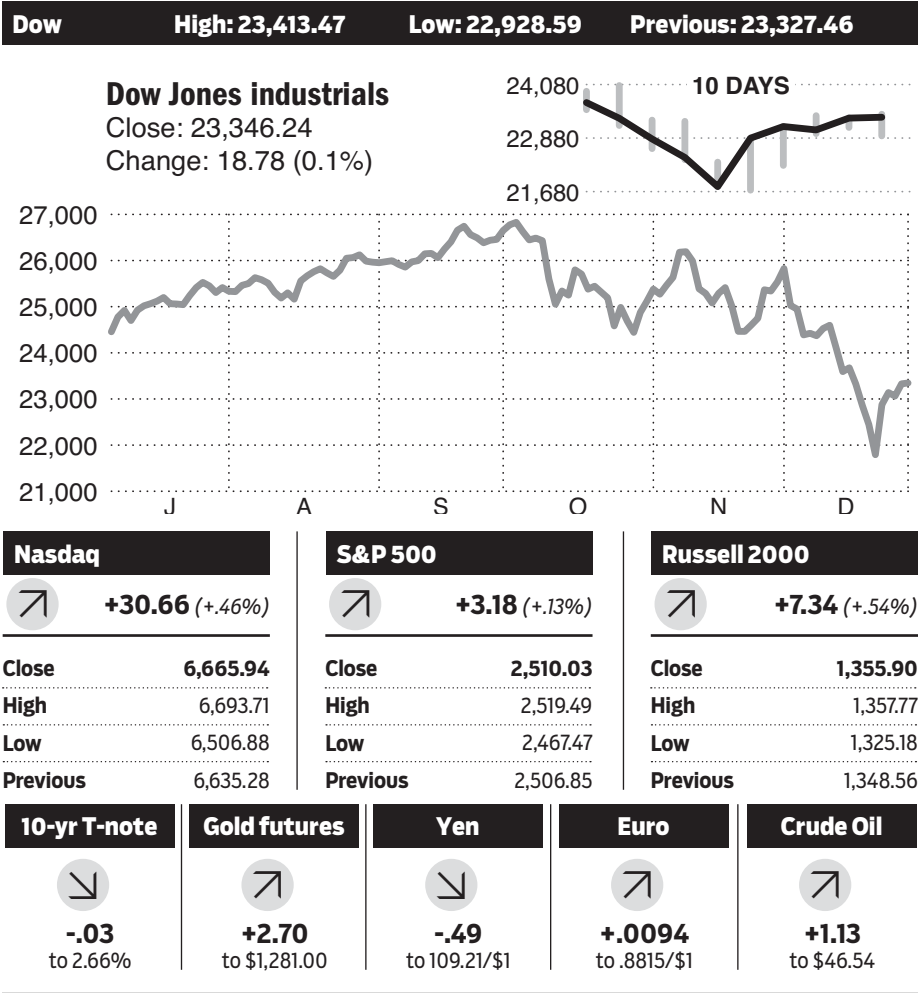 Dow High: 23,413.47 Low: 22,928.59 Previous: 23,327.46
Dow Jones industrials
Close: 23,346.24
Change: 18.78 (0.1%)
10 DAYS
24,080
22,880
21,680
27,000
26,000
25,000
24,000
23,000
22,000
21,000
J A S O N D
Nasdaq
+30.66 (+.46%)
Close 6,665.94
High 6,693.71
Low 6,506.88
Previous 6,635.28
S&P 500
+3.18 (+.13%)
Close 2,510.03
High 2,519.49
Low 2,467.47
Previous 2,506.85
Russell 2000
+7.34 (+.54%)
Close 1,355.90
High 1,357.77
Low 1,325.18
Previous 1,348.56
10-yr T-note
-.03
to 2.66%
Gold futures
+2.70
to $1,281.00
Yen
-.49
to 109.21/$1
Euro
+.0094
to .8815/$1
Crude Oil
+1.13
to $46.54